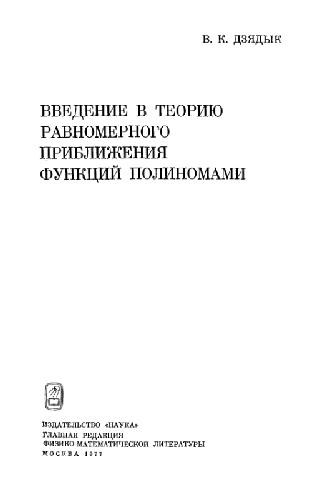 В. К. ДЗЯДЫК
ВВЕДЕНИЕ В ТЕОРИЮ
РАВНОМЕРНОГО
ПРИБЛИЖЕНИЯ
ФУНКЦИЙ ПОЛИНОМАМИ
ИЗДАТЕЛЬСТВО «НАУКА»
ГЛАВНАЯ РЕДАКЦИЯ
ФИЗИКО-МАТЕМАТИЧЕСКОЙ ЛИТЕРАТУРЫ
МОСКВА 1977